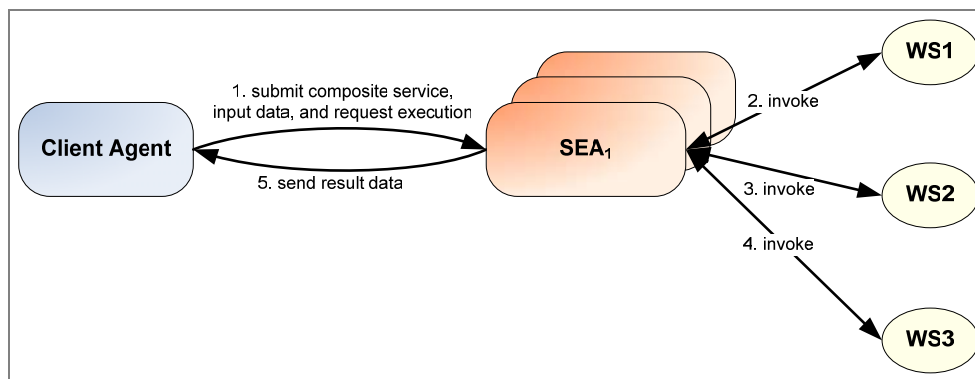 WS1
1. submit composite service,
input data, and request execution
2. invoke
Client Agent
SEA₁
5. send result data
3. invoke
WS2
4. invoke
WS3